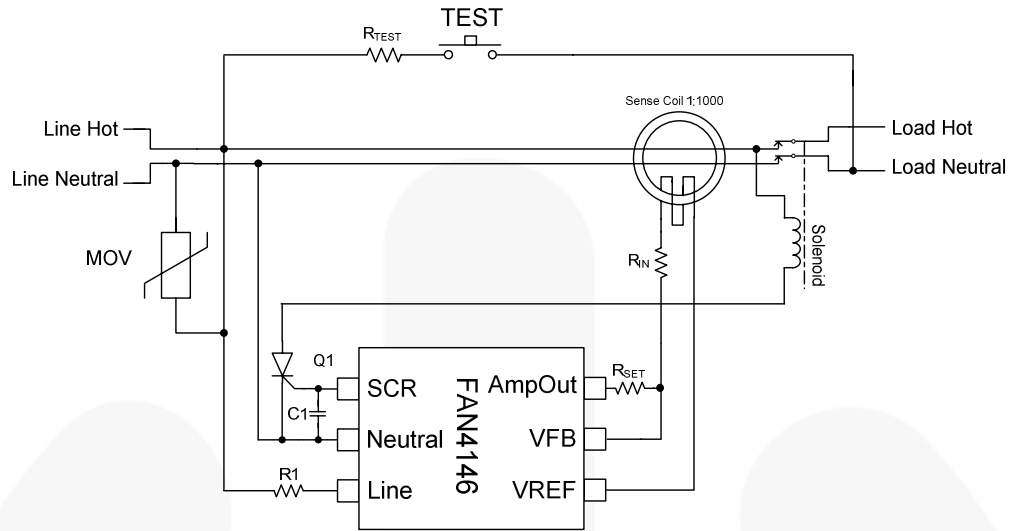 TEST
RTEST
Sense Coil 1:1000
Line Hot
Load Hot
Line Neutral
Load Neutral
MOV
RIN
Solenoid
Q1
SCR
FAN4146
AmpOut
RSET
C1
Neutral
VFB
R1
Line
VREF